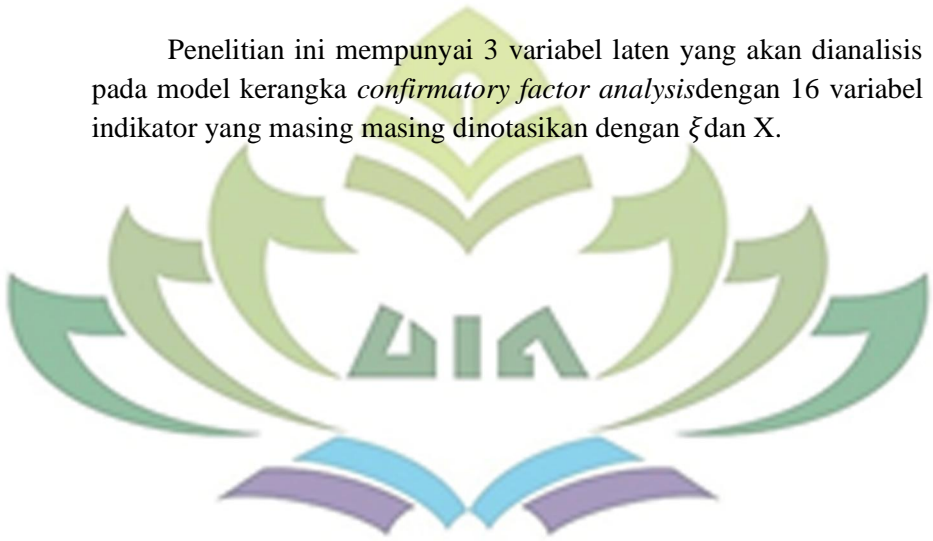 Penelitian ini mempunyai 3 variabel laten yang akan dianalisis
pada model kerangka confirmatory factor analysisdengan 16 variabel
indikator yang masing masing dinotasikan dengan ξdan X.
UIN